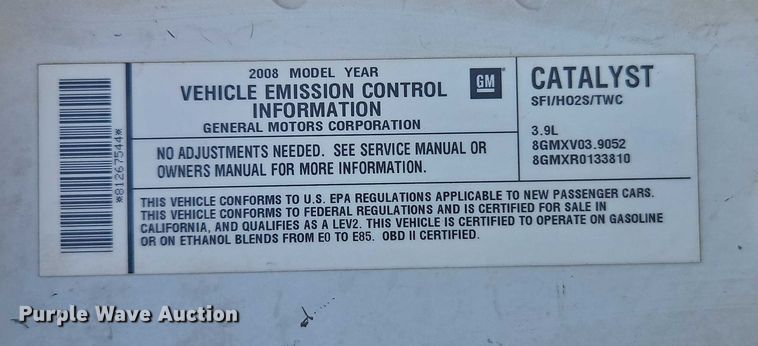 *81267544*
2008 MODEL YEAR
VEHICLE EMISSION CONTROL
INFORMATION
GENERAL MOTORS CORPORATION
GM
NO ADJUSTMENTS NEEDED. SEE SERVICE MANUAL OR
OWNERS MANUAL FOR MORE INFORMATION.
CATALYST
SFI/HO2S/TWC
3.9L
8GMXV03.9052
8GMXR0133810
THIS VEHICLE CONFORMS TO U.S. EPA REGULATIONS APPLICABLE TO NEW PASSENGER CARS.
THIS VEHICLE CONFORMS TO FEDERAL REGULATIONS AND IS CERTIFIED FOR SALE IN
CALIFORNIA, AND QUALIFIES AS A LEV2. THIS VEHICLE IS CERTIFIED TO OPERATE ON GASOLINE
OR ON ETHANOL BLENDS FROM E0 TO E85. OBD II CERTIFIED.
Purple Wave Auction